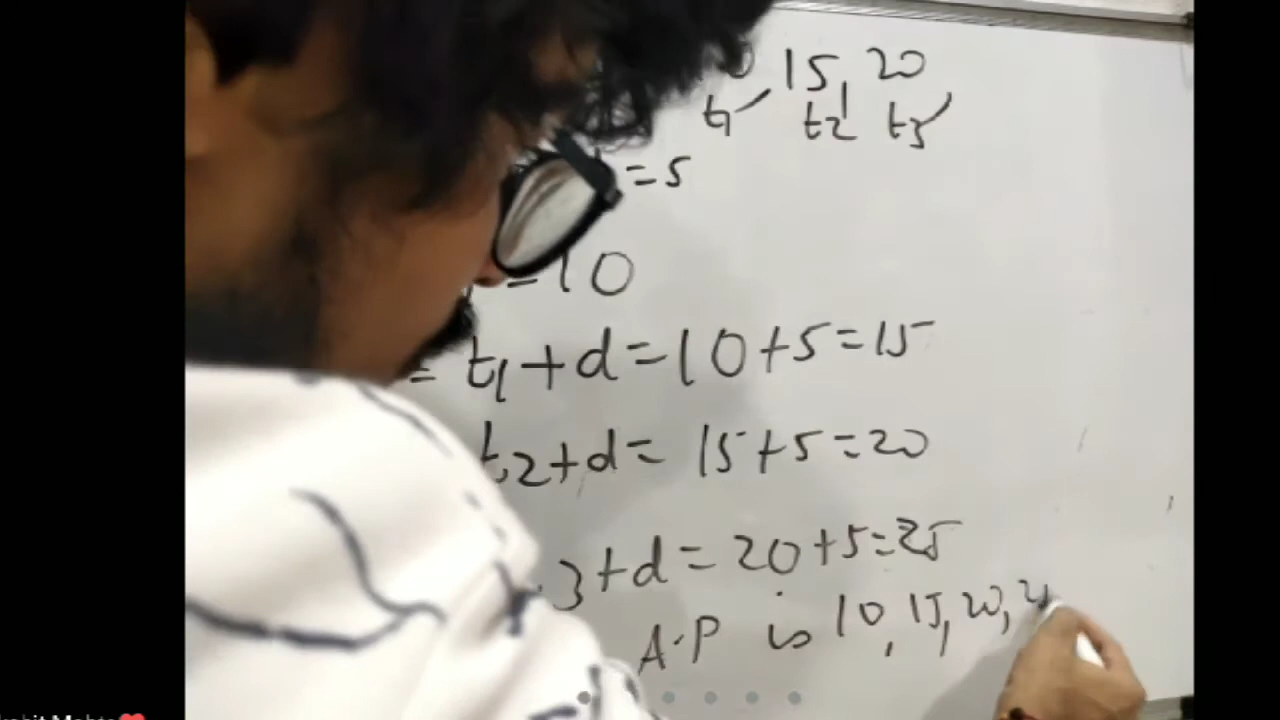 15, 20
t1 t2 t3
=5
=10
= t1+d=10+5=15
t2+d= 15+5=20
3+d=20+5=25
A.P is 10, 15, 20,